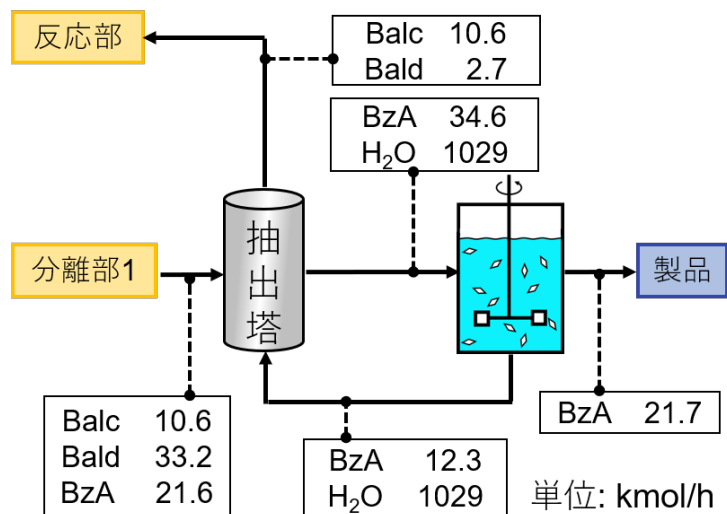 反応部
Balc 10.6
Bald 2.7
BzA 34.6
H₂O 1029
分離部1
抽出塔
製品
Balc 10.6
Bald 33.2
BzA 21.6
BzA 12.3
H₂O 1029
BzA 21.7
単位: kmol/h